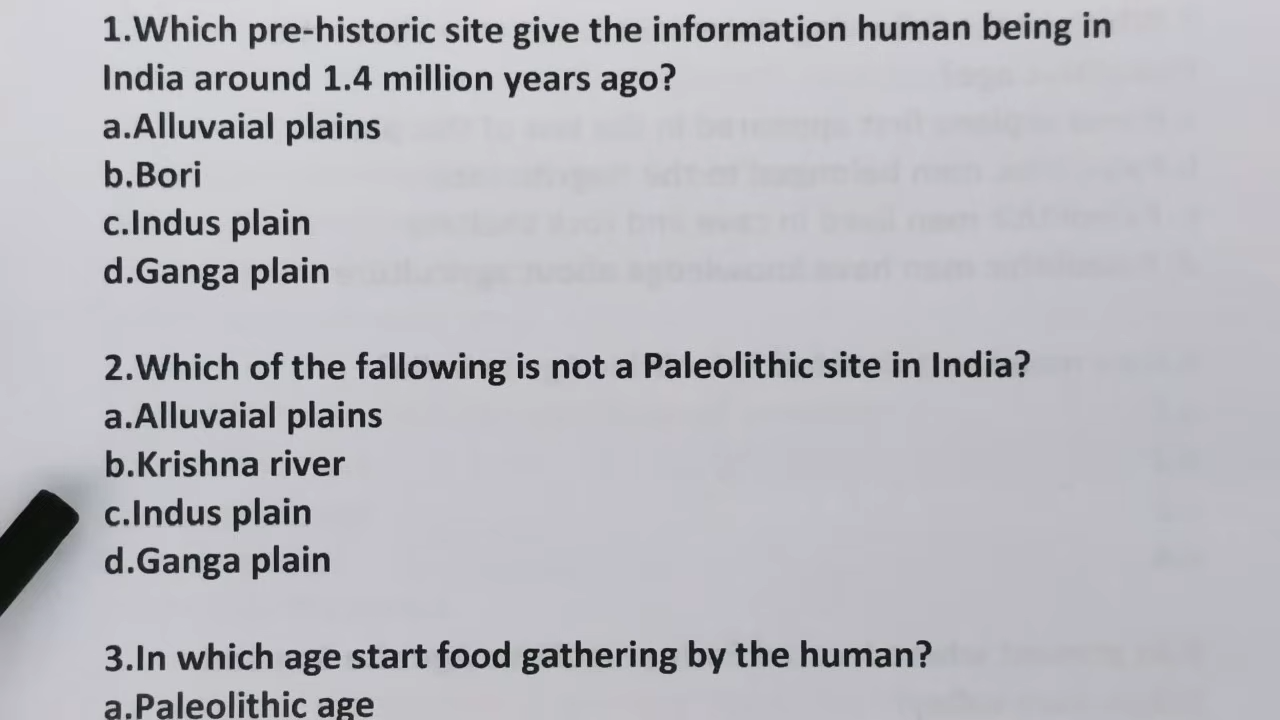 1.Which pre-historic site give the information human being in
India around 1.4 million years ago?
a.Alluvaial plains
b.Bori
c.Indus plain
d.Ganga plain
2.Which of the fallowing is not a Paleolithic site in India?
a.Alluvaial plains
b.Krishna river
c.Indus plain
d.Ganga plain
3.In which age start food gathering by the human?
a.Paleolithic age